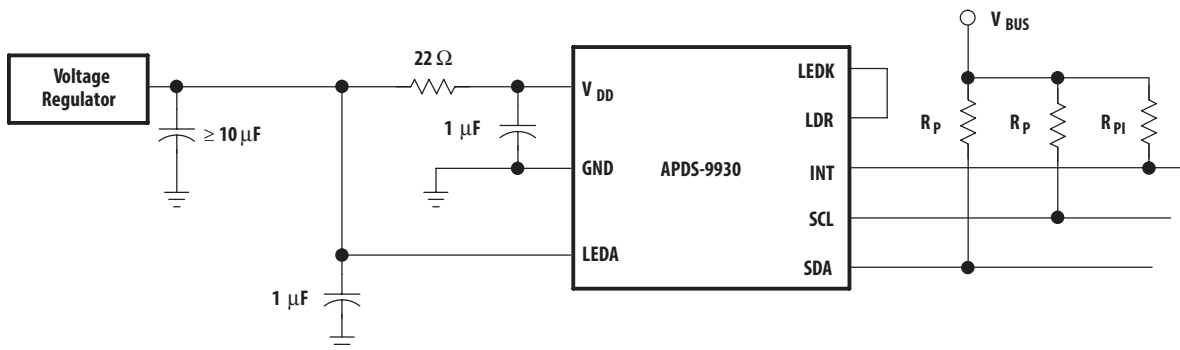 V BUS
22 Ω
Voltage
Regulator
LEDK
V DD
≥ 10 μF
1 μF
LDR
R P
R P
R PI
GND
APDS-9930
INT
SCL
LEDA
SDA
1 μF